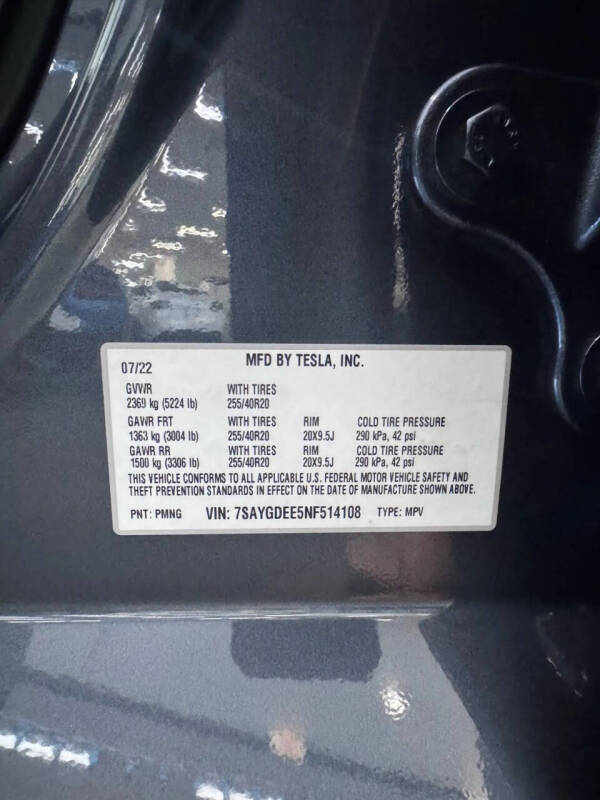 07/22 MFD BY TESLA, INC.
GVWR WITH TIRES
2369 kg (5224 lb) 255/40R20
GAWR FRT WITH TIRES RIM COLD TIRE PRESSURE
1363 kg (3004 lb) 255/40R20 20X9.5J 290 kPa, 42 psi
GAWR RR WITH TIRES RIM COLD TIRE PRESSURE
1500 kg (3306 lb) 255/40R20 20X9.5J 290 kPa, 42 psi
THIS VEHICLE CONFORMS TO ALL APPLICABLE U.S. FEDERAL MOTOR VEHICLE SAFETY AND
THEFT PREVENTION STANDARDS IN EFFECT ON THE DATE OF MANUFACTURE SHOWN ABOVE.
PNT: PMNG VIN: 7SAYGDEE5NF514108 TYPE: MPV